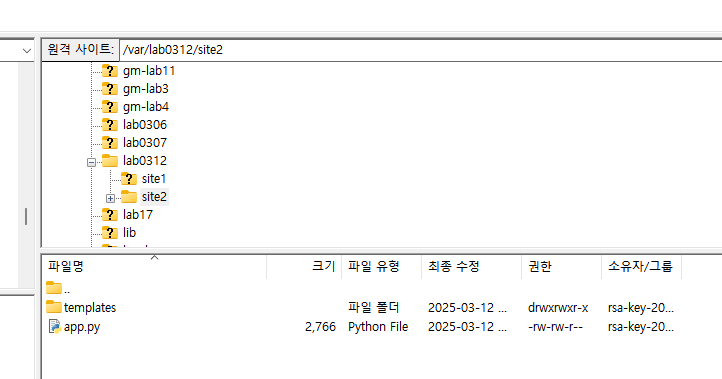 원격 사이트: /var/lab0312/site2
gm-lab11
gm-lab3
gm-lab4
lab0306
lab0307
lab0312
site1
site2
lab17
lib
파일명 크기 파일 유형 최종 수정 권한 소유자/그룹
..
templates 파일 폴더 2025-03-12 ... drwxrwxr-x rsa-key-20...
app.py 2,766 Python File 2025-03-12 ... -rw-rw-r-- rsa-key-20...